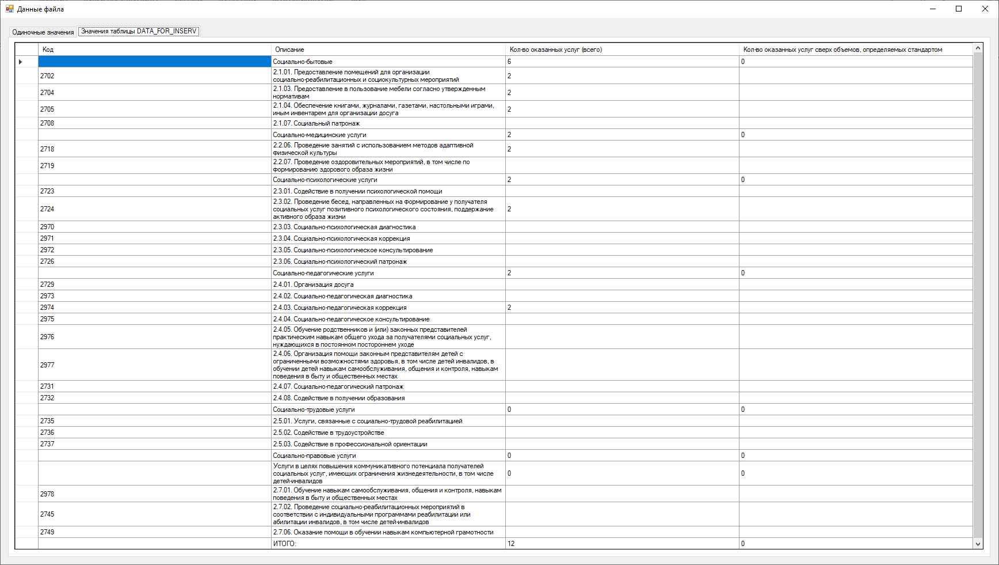 Данные файла
Одиночные значения
Значения таблицы DATA_FOR_INSERV
Код Описание Кол-во оказанных услуг (всего) Кол-во оказанных услуг сверх объемов, определяемых стандартом
Социально-бытовые 6 0
2702 2.1.01. Предоставление помещений для организации
социально-реабилитационных и социокультурных мероприятий 2
2704 2.1.03. Предоставление в пользование мебели согласно утвержденным
нормативам 2
2705 2.1.04. Обеспечение книгами, журналами, газетами, настольными играми,
иным инвентарем для организации досуга 2
2708 2.1.07. Социальный патронаж
Социально-медицинские услуги 2 0
2718 2.2.06. Проведение занятий с использованием методов адаптивной
физической культуры 2
2719 2.2.07. Проведение оздоровительных мероприятий, в том числе по
формированию здорового образа жизни
Социально-психологические услуги 2 0
2723 2.3.01. Содействие в получении психологической помощи
2724 2.3.02. Проведение бесед, направленных на формирование у получателя
социальных услуг позитивного психологического состояния, поддержание
активного образа жизни 2
2970 2.3.03. Социально-психологическая диагностика
2971 2.3.04. Социально-психологическая коррекция
2972 2.3.05. Социально-психологическое консультирование
2726 2.3.06. Социально-психологический патронаж
Социально-педагогические услуги 2 0
2729 2.4.01. Организация досуга
2973 2.4.02. Социально-педагогическая диагностика
2974 2.4.03. Социально-педагогическая коррекция 2
2975 2.4.04. Социально-педагогическое консультирование
2976 2.4.05. Обучение родственников и (или) законных представителей
практическим навыкам общего ухода за получателями социальных услуг,
нуждающихся в постоянном постороннем уходе
2977 2.4.06. Организация помощи законным представителям детей с
ограниченными возможностями здоровья, в том числе детей инвалидов, в
обучении детей навыкам самообслуживания, общения и контроля, навыкам
поведения в быту и общественных местах
2731 2.4.07. Социально-педагогический патронаж
2732 2.4.08. Содействие в получении образования
Социально-трудовые услуги 0 0
2735 2.5.01. Услуги, связанные с социально-трудовой реабилитацией
2736 2.5.02. Содействие в трудоустройстве
2737 2.5.03. Содействие в профессиональной ориентации
Социально-правовые услуги 0 0
Услуги в целях повышения коммуникативного потенциала получателей
социальных услуг, имеющих ограничения жизнедеятельности, в том числе
детей-инвалидов 0 0
2978 2.7.01. Обучение навыкам самообслуживания, общения и контроля, навыкам
поведения в быту и общественных местах
2745 2.7.02. Проведение социально-реабилитационных мероприятий в
соответствии с индивидуальными программами реабилитации или
абилитации инвалидов, в том числе детей-инвалидов
2749 2.7.06. Оказание помощи в обучении навыкам компьютерной грамотности
ИТОГО: 12 0